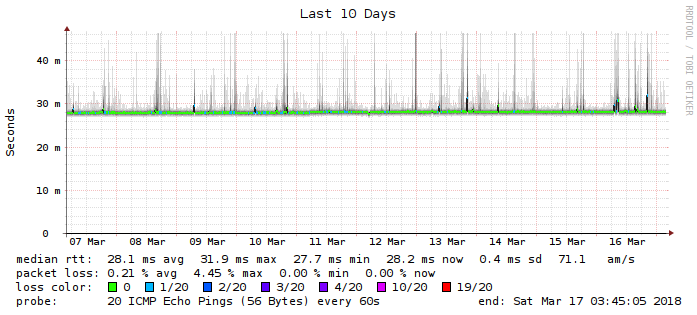 Last 10 Days
RRDTOOL / TOBI OETIKER
Seconds
40 m
30 m
20 m
10 m
0
07 Mar 08 Mar 09 Mar 10 Mar 11 Mar 12 Mar 13 Mar 14 Mar 15 Mar 16 Mar
median rtt: 28.1 ms avg 31.9 ms max 27.7 ms min 28.2 ms now 0.4 ms sd 71.1 am/s
packet loss: 0.21 % avg 4.45 % max 0.00 % min 0.00 % now
loss color: 0 1/20 2/20 3/20 4/20 10/20 19/20
probe: 20 ICMP Echo Pings (56 Bytes) every 60s end: Sat Mar 17 03:45:05 2018